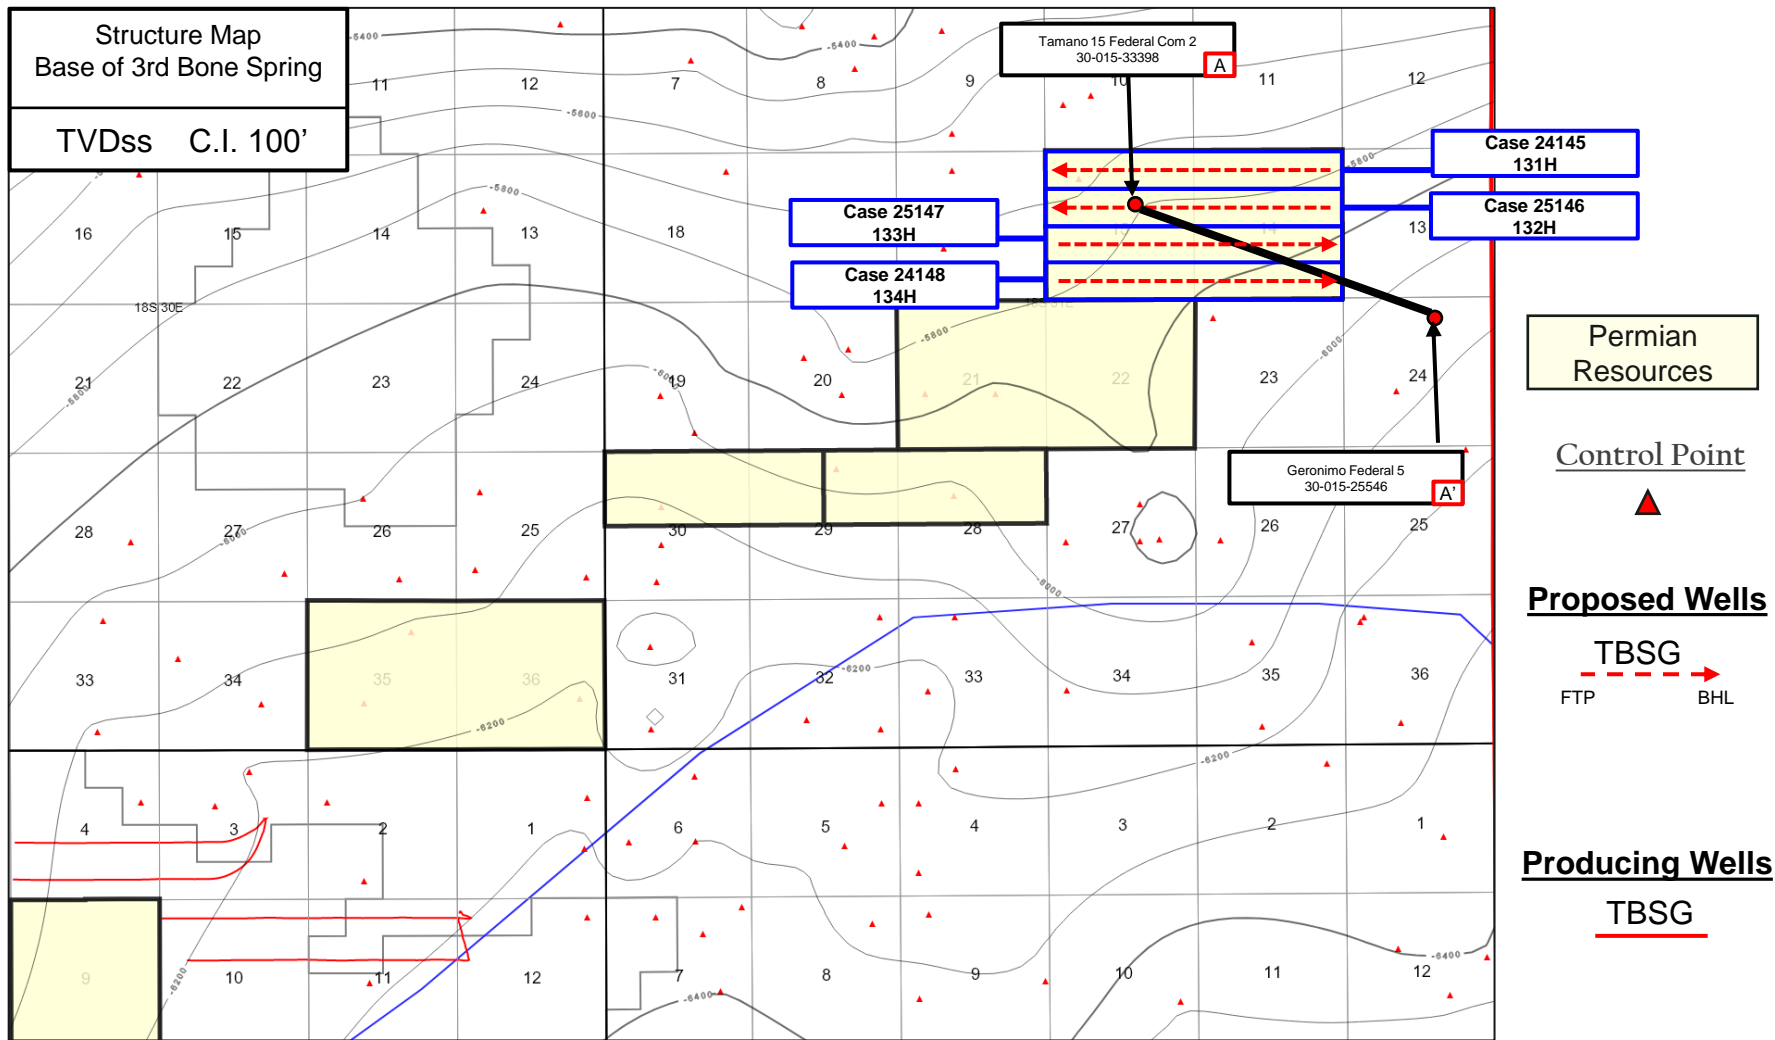 Structure Map
Base of 3rd Bone Spring
TVDss C.I. 100'
Tamano 15 Federal Com 2
30-015-33398
A
-5400
-5400
11 12 7 8 9 10 11 12
-5600
Case 24145
131H
-5800
-5800
Case 25147
133H
Case 25146
132H
16 15 14 13 18 14 13
Case 24148
134H
18S 30E
18S 31E
-5800
-6000
Permian
Resources
21 22 23 24 19 20 21 22 23 24
-5800
-6000
Control Point
Geronimo Federal 5
30-015-25546
A'
28 27 26 25 30 29 28 27 26 25
-6000
-6000
Proposed Wells
TBSG
FTP BHL
33 34 35 36 31 32 33 34 35 36
-6200
-6200
-6200
4 3 2 1 6 5 4 3 2 1
Producing Wells
TBSG
9 10 11 12 7 8 9 10 11 12
-6200
-6400
-6400